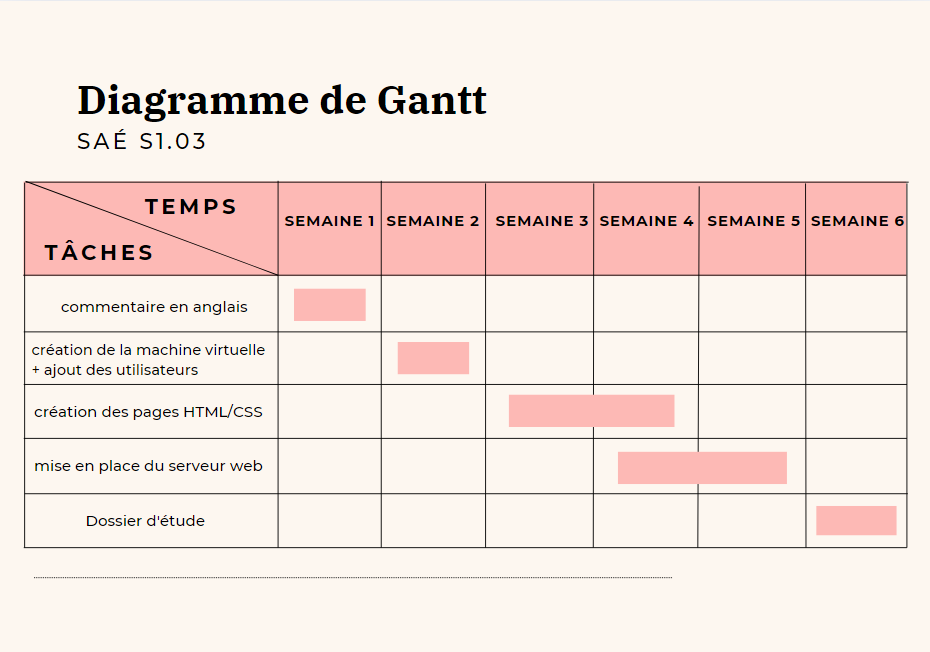 Diagramme de Gantt
SAÉ S1.03
TEMPS
TÂCHES
SEMAINE 1
SEMAINE 2
SEMAINE 3
SEMAINE 4
SEMAINE 5
SEMAINE 6
commentaire en anglais
création de la machine virtuelle
+ ajout des utilisateurs
création des pages HTML/CSS
mise en place du serveur web
Dossier d'étude